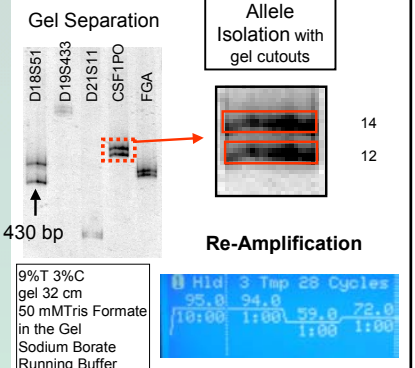 Gel Separation
Allele
Isolation with
gel cutouts
D18S51
D19S433
D21S11
CSF1PO
FGA
14
12
430 bp
Re-Amplification
9%T 3%C
gel 32 cm
50 mMTris Formate
in the Gel
Sodium Borate
Running Buffer
Hld 3 Tmp 28 Cycles
95.0 94.0 59.0 72.0
10:00 1:00 1:00 1:00